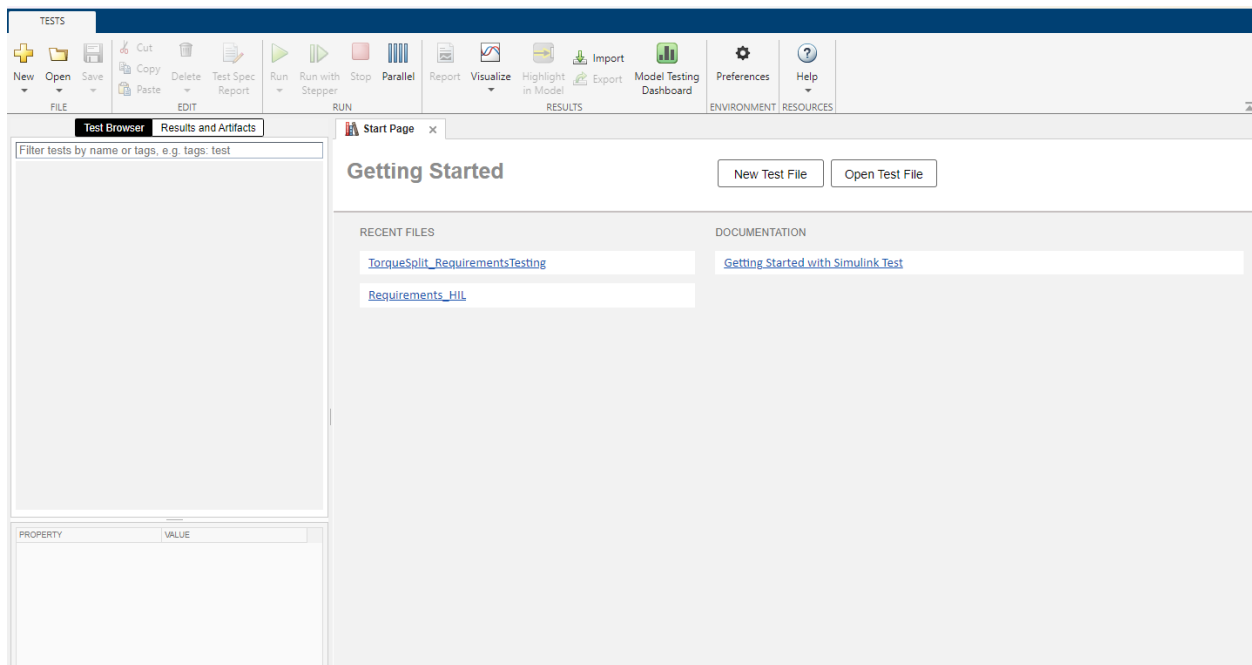 TESTS
New
Open
Save
Cut
Copy
Paste
Delete
Test Spec
Report
Run
Run with
Stepper
Stop
Parallel
Report
Visualize
Highlight
in Model
Import
Export
Model Testing
Dashboard
Preferences
Help
FILE
EDIT
RUN
RESULTS
ENVIRONMENT
RESOURCES
Test Browser
Results and Artifacts
Start Page
Filter tests by name or tags, e.g. tags: test
Getting Started
New Test File
Open Test File
RECENT FILES
DOCUMENTATION
TorqueSplit_RequirementsTesting
Getting Started with Simulink Test
Requirements_HIL
PROPERTY
VALUE